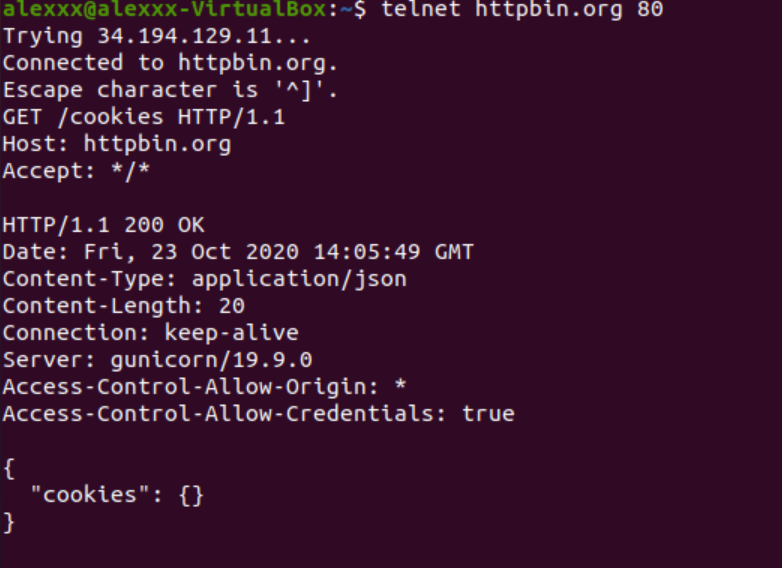 alexxx@alexxx-VirtualBox:~$ telnet httpbin.org 80
Trying 34.194.129.11...
Connected to httpbin.org.
Escape character is '^]'.
GET /cookies HTTP/1.1
Host: httpbin.org
Accept: */*

HTTP/1.1 200 OK
Date: Fri, 23 Oct 2020 14:05:49 GMT
Content-Type: application/json
Content-Length: 20
Connection: keep-alive
Server: gunicorn/19.9.0
Access-Control-Allow-Origin: *
Access-Control-Allow-Credentials: true

{
  "cookies": {}
}